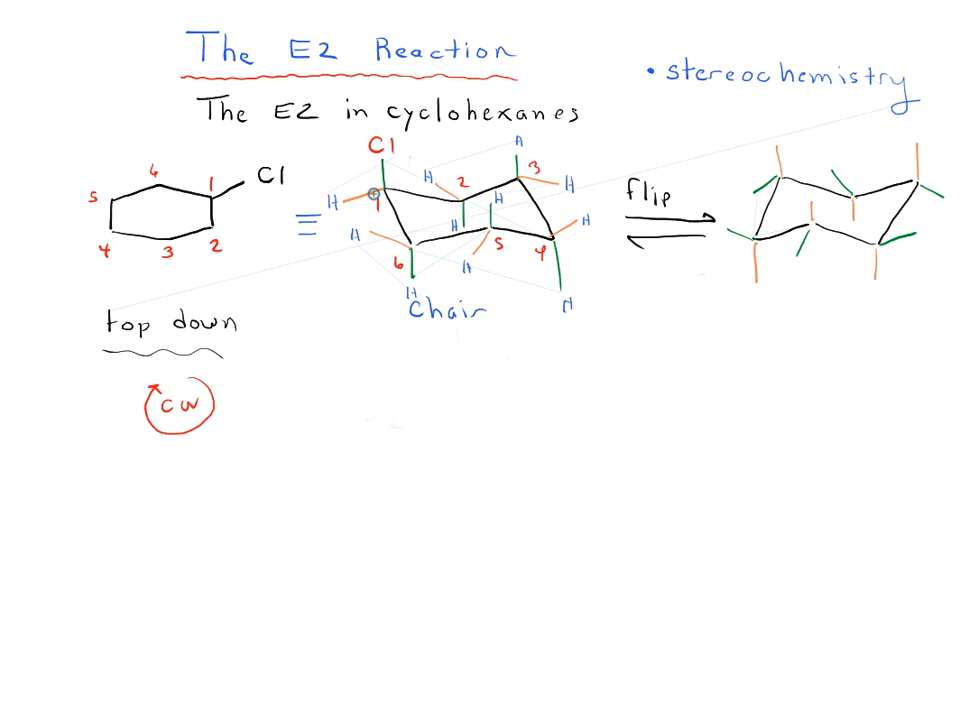 The E2 Reaction
• stereochemistry
The E2 in cyclohexanes
Cl
H
6
1
Cl
H
2
3
H
flip
5
H
1
H
H
H
4
3
2
H
6
H
5
4
H
H
Chair
top down
cw